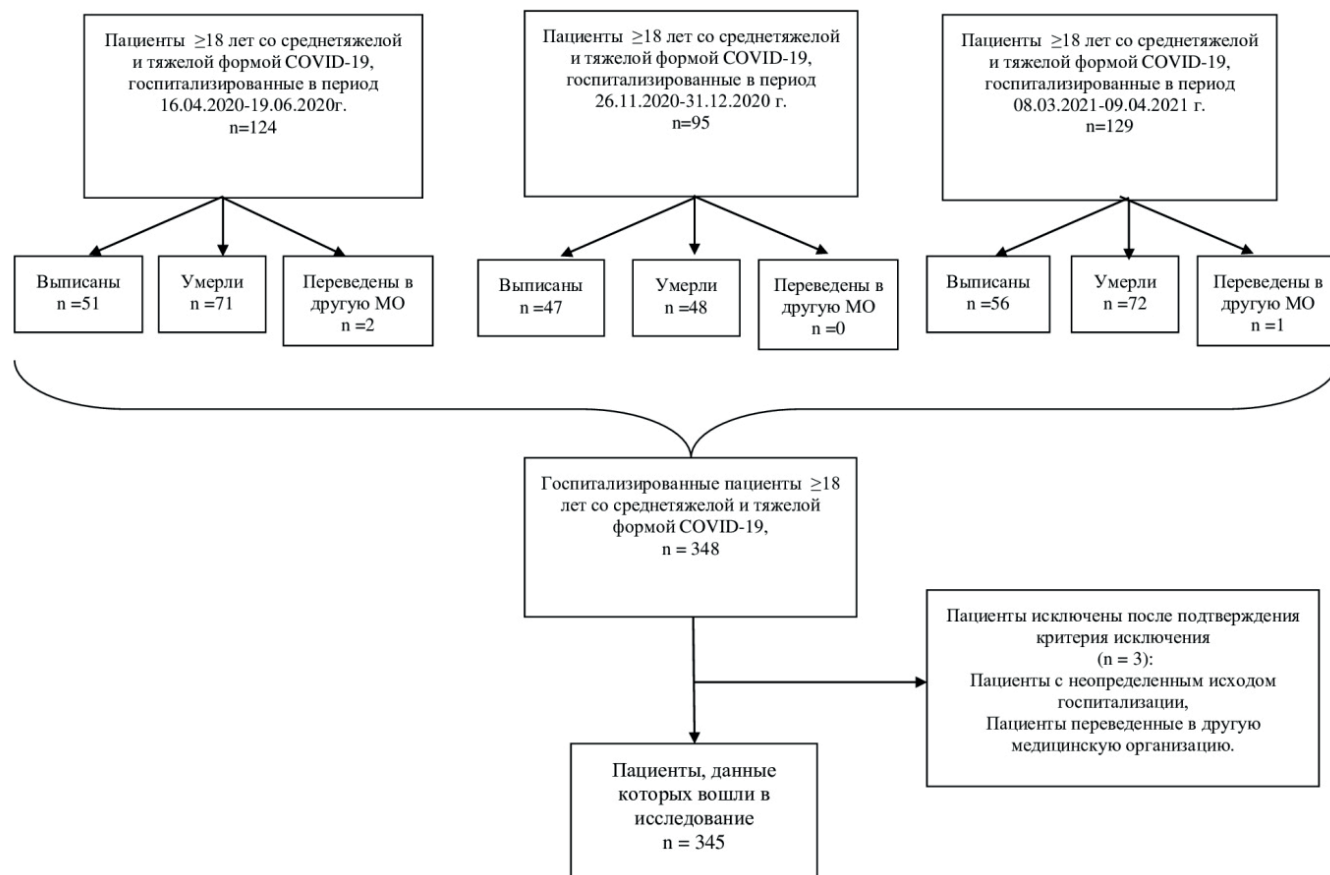 Пациенты ≥18 лет со среднетяжелой
и тяжелой формой COVID-19,
госпитализированные в период
16.04.2020-19.06.2020г.
n=124
Пациенты ≥18 лет со среднетяжелой
и тяжелой формой COVID-19,
госпитализированные в период
26.11.2020-31.12.2020 г.
n=95
Пациенты ≥18 лет со среднетяжелой
и тяжелой формой COVID-19,
госпитализированные в период
08.03.2021-09.04.2021 г.
n=129
Выписаны
n =51
Умерли
n =71
Переведены в
другую МО
n =2
Выписаны
n =47
Умерли
n =48
Переведены в
другую МО
n =0
Выписаны
n =56
Умерли
n =72
Переведены в
другую МО
n =1
Госпитализированные пациенты ≥18
лет со среднетяжелой и тяжелой
формой COVID-19,
n = 348
Пациенты исключены после подтверждения
критерия исключения
(n = 3):
Пациенты с неопределенным исходом
госпитализации,
Пациенты переведенные в другую
медицинскую организацию.
Пациенты, данные
которых вошли в
исследование
n = 345